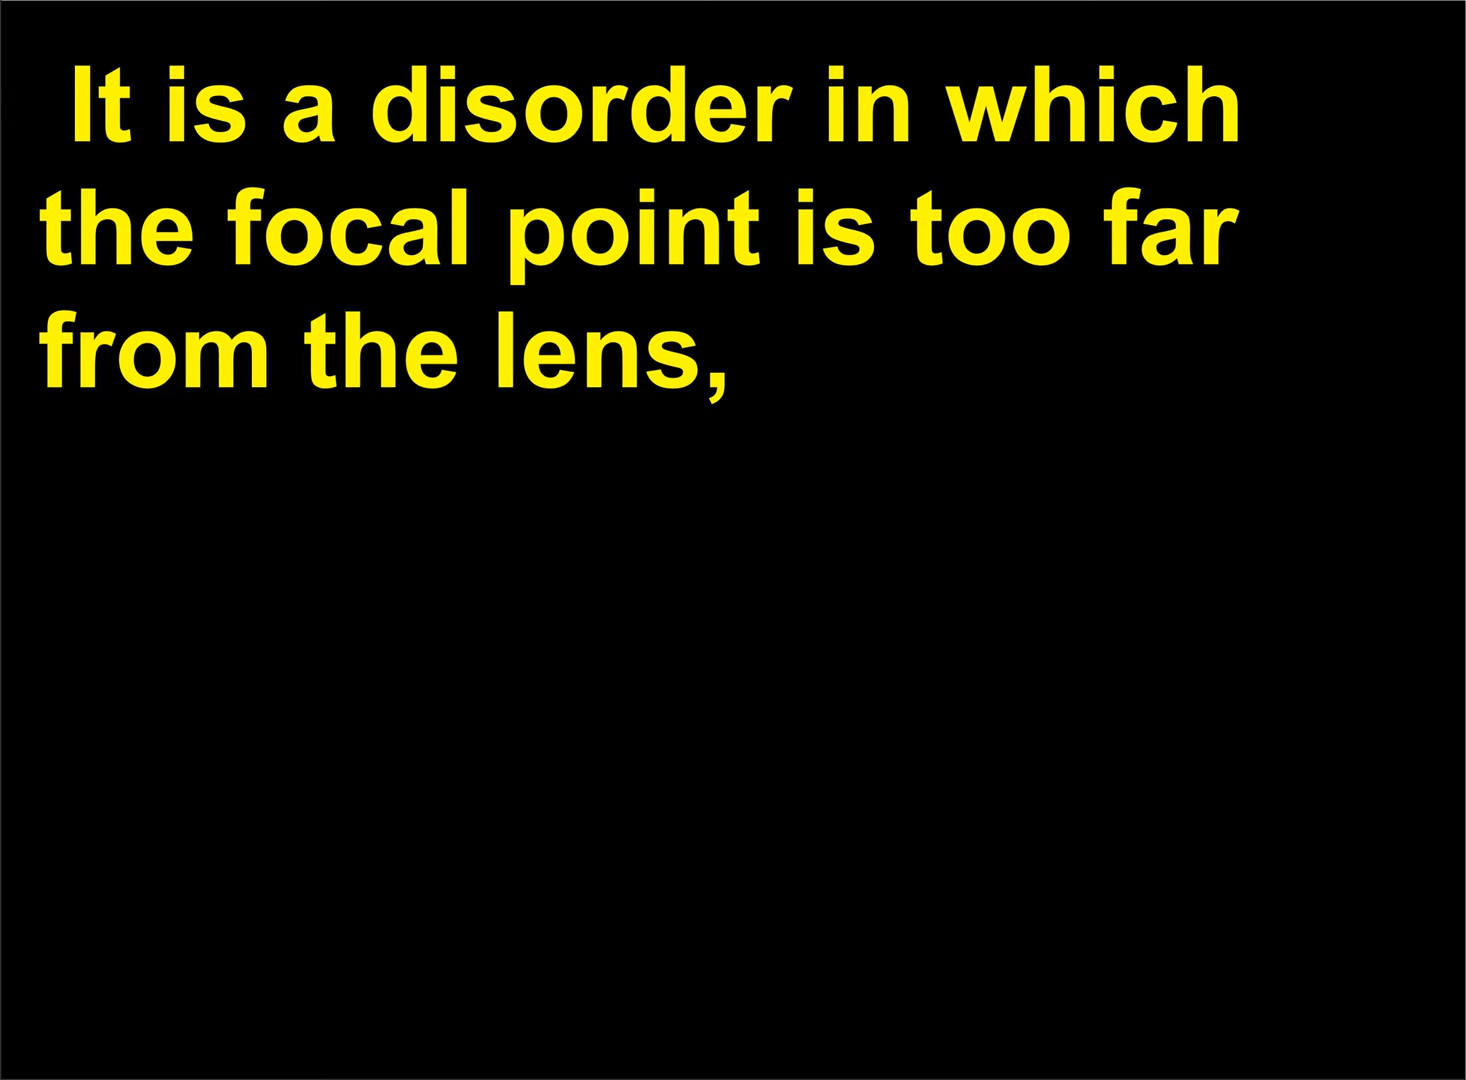 It is a disorder in which
the focal point is too far
from the lens,